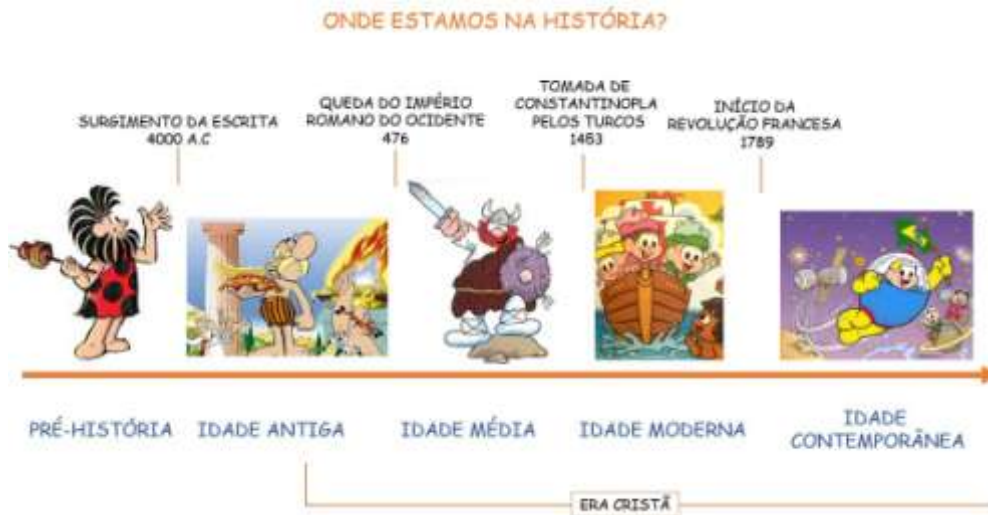 ONDE ESTAMOS NA HISTÓRIA?
SURGIMENTO DA ESCRITA
4000 A.C
QUEDA DO IMPÉRIO
ROMANO DO OCIDENTE
476
TOMADA DE
CONSTANTINOPLA
PELOS TURCOS
1453
INÍCIO DA
REVOLUÇÃO FRANCESA
1789
PRÉ-HISTÓRIA
IDADE ANTIGA
IDADE MÉDIA
IDADE MODERNA
IDADE
CONTEMPORÂNEA
ERA CRISTÃ